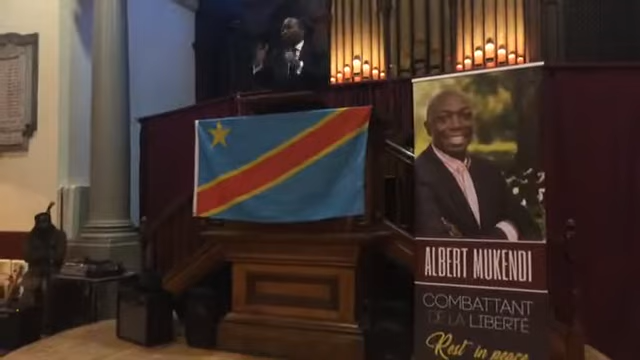 ALBERT MUKENDI
COMBATTANT
DE LA LIBERTÉ
Rest in peace